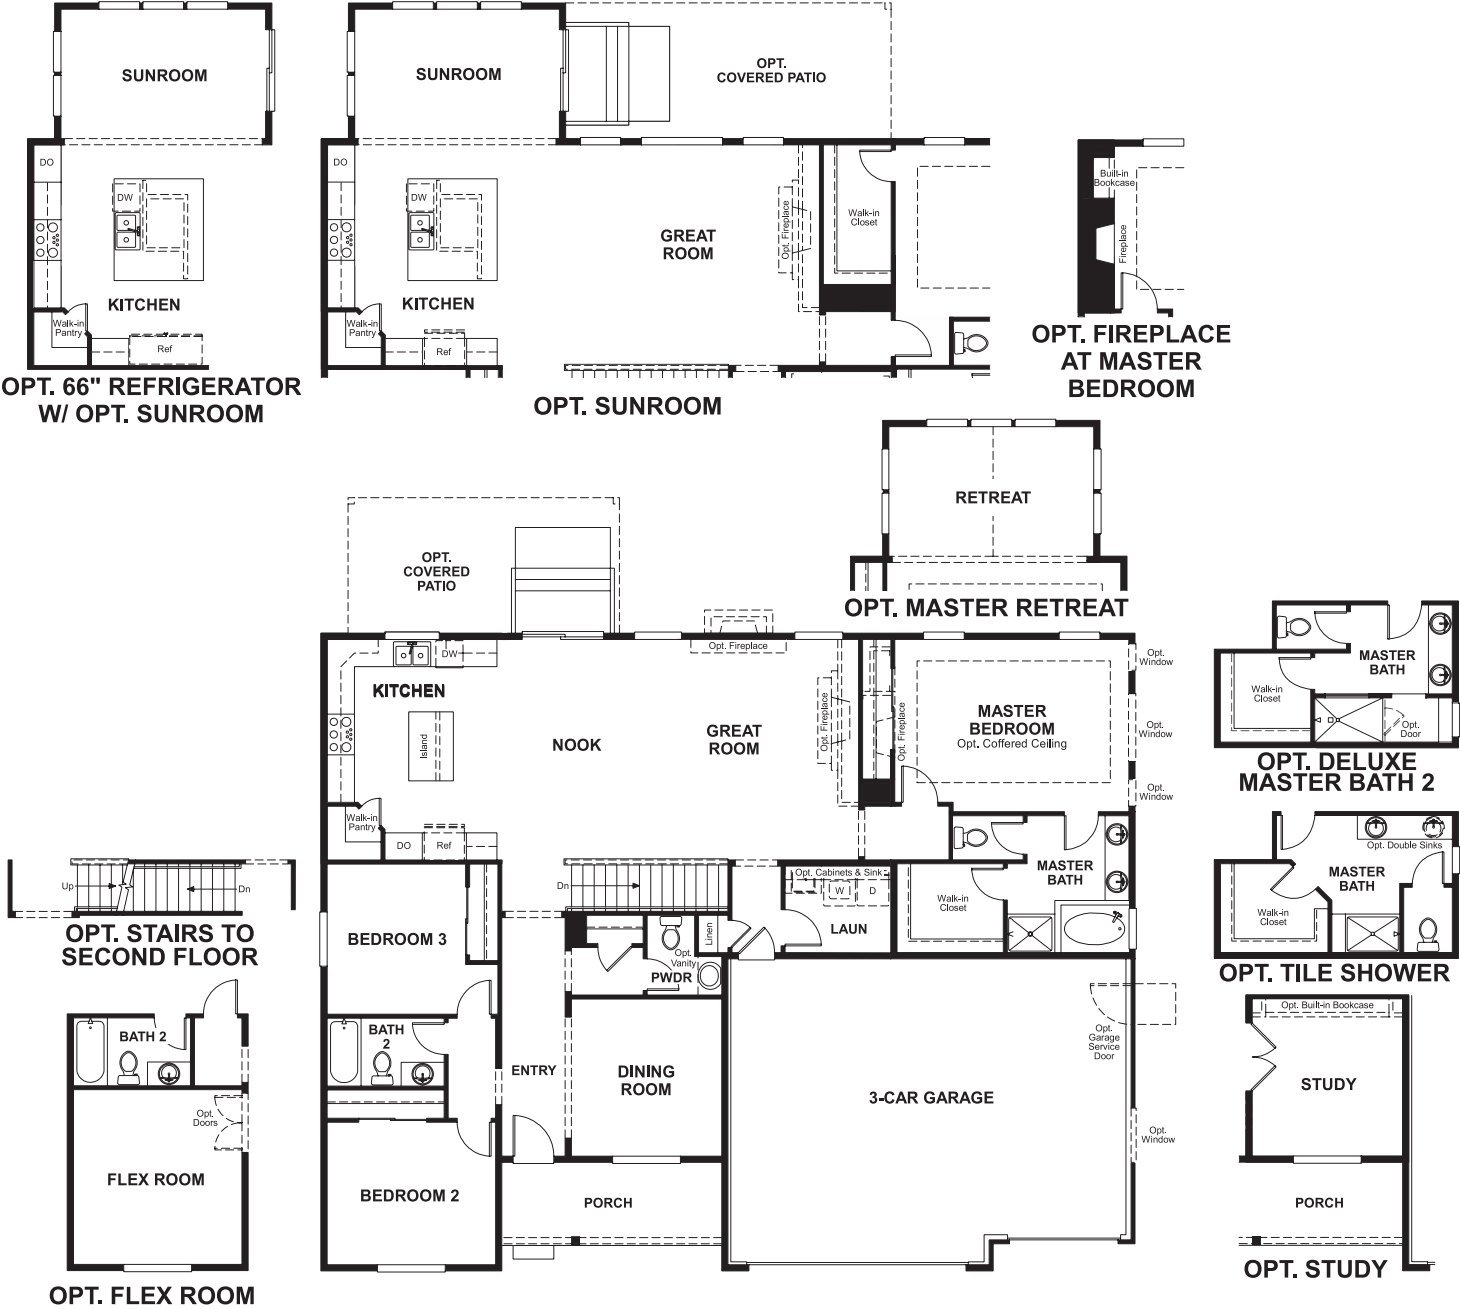 SUNROOM
DO
DW
KITCHEN
Walk-in
Pantry
Ref
OPT. 66" REFRIGERATOR
W/ OPT. SUNROOM
SUNROOM
OPT.
COVERED PATIO
DO
DW
GREAT
ROOM
Opt. Fireplace
Walk-in
Closet
KITCHEN
Walk-in
Pantry
Ref
OPT. SUNROOM
Built-in
Bookcase
Fireplace
OPT. FIREPLACE
AT MASTER
BEDROOM
RETREAT
OPT. MASTER RETREAT
OPT.
COVERED
PATIO
DW
Opt. Fireplace
KITCHEN
Island
NOOK
GREAT
ROOM
Opt. Fireplace
Opt. Fireplace
MASTER
BEDROOM
Opt. Coffered Ceiling
Opt.
Window
Opt.
Window
Opt.
Window
Walk-in
Pantry
DO
Ref
Dn
Opt. Cabinets & Sink
W
D
LAUN
Walk-in
Closet
MASTER
BATH
BEDROOM 3
Linen
Opt.
Vanity
PWDR
BATH
2
ENTRY
DINING
ROOM
3-CAR GARAGE
Opt.
Garage
Service
Door
Opt.
Window
BEDROOM 2
PORCH
Up
Dn
OPT. STAIRS TO
SECOND FLOOR
BATH 2
Opt.
Doors
FLEX ROOM
OPT. FLEX ROOM
MASTER
BATH
Walk-in
Closet
Opt.
Door
OPT. DELUXE
MASTER BATH 2
Opt. Double Sinks
MASTER
BATH
Walk-in
Closet
OPT. TILE SHOWER
Opt. Built-in Bookcase
STUDY
PORCH
OPT. STUDY